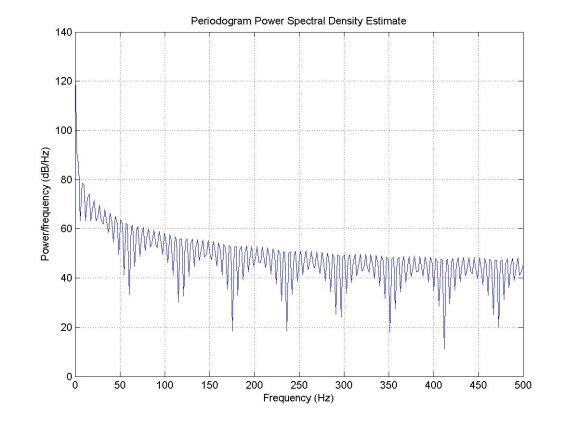 Periodogram Power Spectral Density Estimate
Power/frequency (dB/Hz)
140
120
100
80
60
40
20
0
0 50 100 150 200 250 300 350 400 450 500
Frequency (Hz)